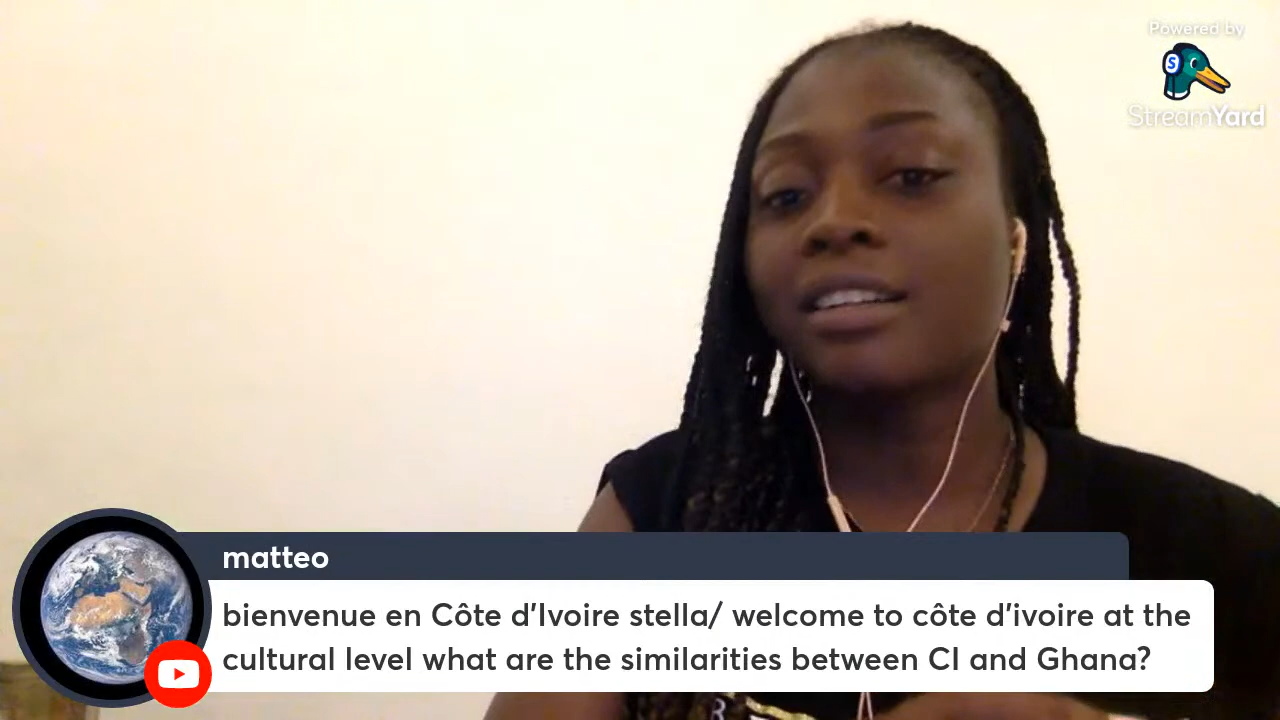 Powered by
StreamYard
matteo
bienvenue en Côte d'Ivoire stella/ welcome to côte d'ivoire at the
cultural level what are the similarities between CI and Ghana?